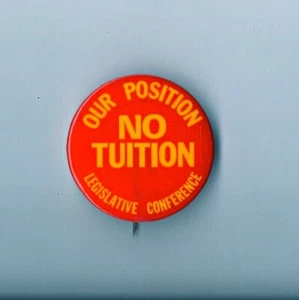 OUR POSITION
NO
TUITION
LEGISLATIVE CONFERENCE